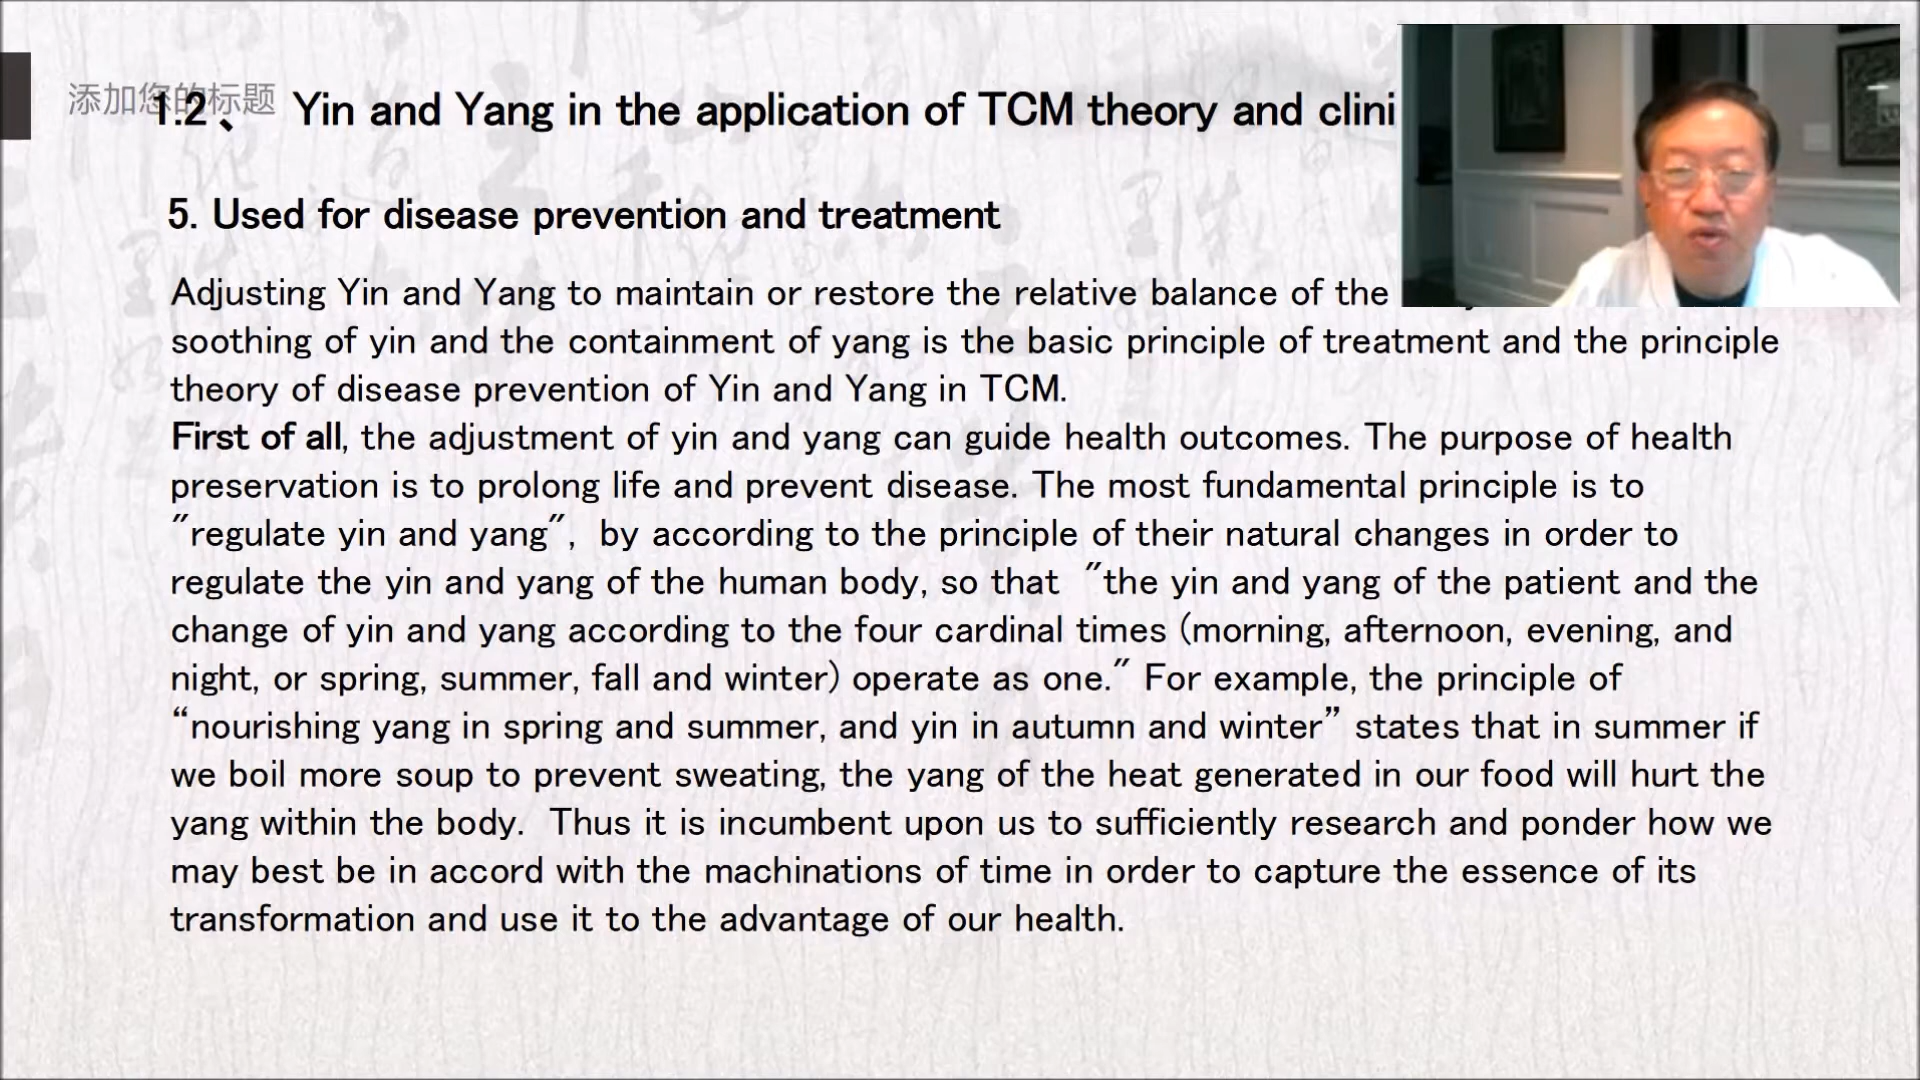 添加您的标题
1.2、 Yin and Yang in the application of TCM theory and clini
5. Used for disease prevention and treatment
Adjusting Yin and Yang to maintain or restore the relative balance of the
soothing of yin and the containment of yang is the basic principle of treatment and the principle
theory of disease prevention of Yin and Yang in TCM.
First of all, the adjustment of yin and yang can guide health outcomes. The purpose of health
preservation is to prolong life and prevent disease. The most fundamental principle is to
"regulate yin and yang", by according to the principle of their natural changes in order to
regulate the yin and yang of the human body, so that "the yin and yang of the patient and the
change of yin and yang according to the four cardinal times (morning, afternoon, evening, and
night, or spring, summer, fall and winter) operate as one." For example, the principle of
“nourishing yang in spring and summer, and yin in autumn and winter” states that in summer if
we boil more soup to prevent sweating, the yang of the heat generated in our food will hurt the
yang within the body. Thus it is incumbent upon us to sufficiently research and ponder how we
may best be in accord with the machinations of time in order to capture the essence of its
transformation and use it to the advantage of our health.